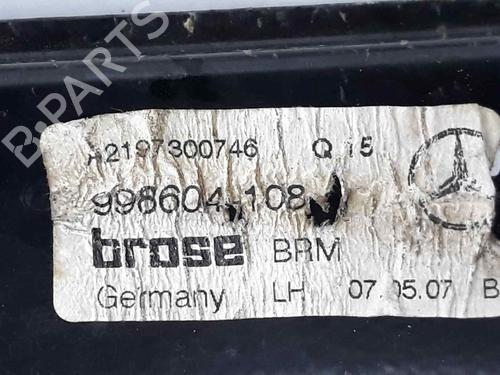 A2197300746 Q 15
998604-108
brose BRM
Germany LH 07.05.07 B
B-PARTS